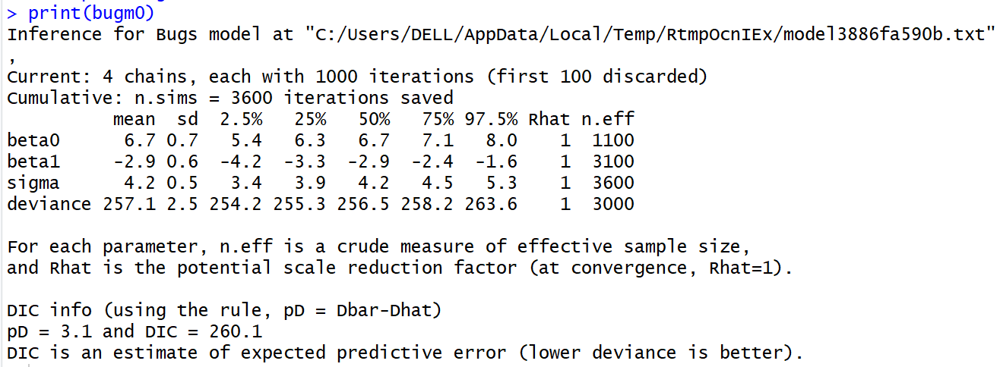 > print(bugm0)
Inference for Bugs model at "C:/Users/DELL/AppData/Local/Temp/RtmpOcnIEx/model3886fa590b.txt"
,
Current: 4 chains, each with 1000 iterations (first 100 discarded)
Cumulative: n.sims = 3600 iterations saved
          mean  sd  2.5%   25%   50%   75% 97.5% Rhat n.eff
beta0      6.7 0.7   5.4   6.3   6.7   7.1   8.0    1  1100
beta1     -2.9 0.6  -4.2  -3.3  -2.9  -2.4  -1.6    1  3100
sigma      4.2 0.5   3.4   3.9   4.2   4.5   5.3    1  3600
deviance 257.1 2.5 254.2 255.3 256.5 258.2 263.6    1  3000

For each parameter, n.eff is a crude measure of effective sample size,
and Rhat is the potential scale reduction factor (at convergence, Rhat=1).

DIC info (using the rule, pD = Dbar-Dhat)
pD = 3.1 and DIC = 260.1
DIC is an estimate of expected predictive error (lower deviance is better).